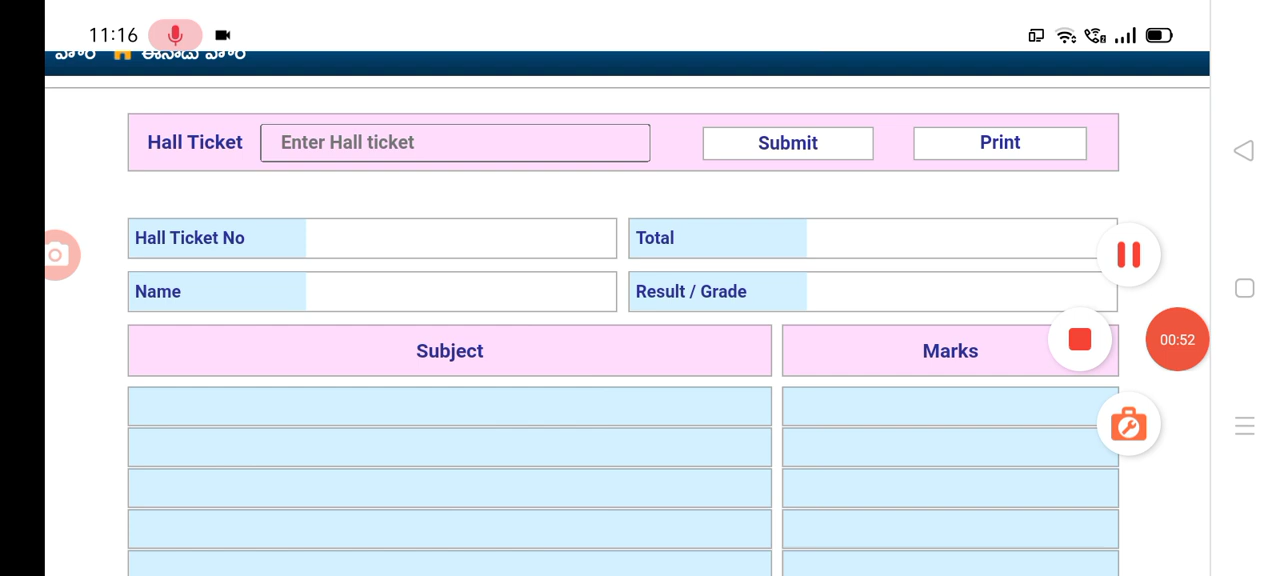 11:16
హోం ఈనాడు హోం
Hall Ticket Enter Hall ticket Submit Print
Hall Ticket No Total
Name Result / Grade
Subject Marks
00:52